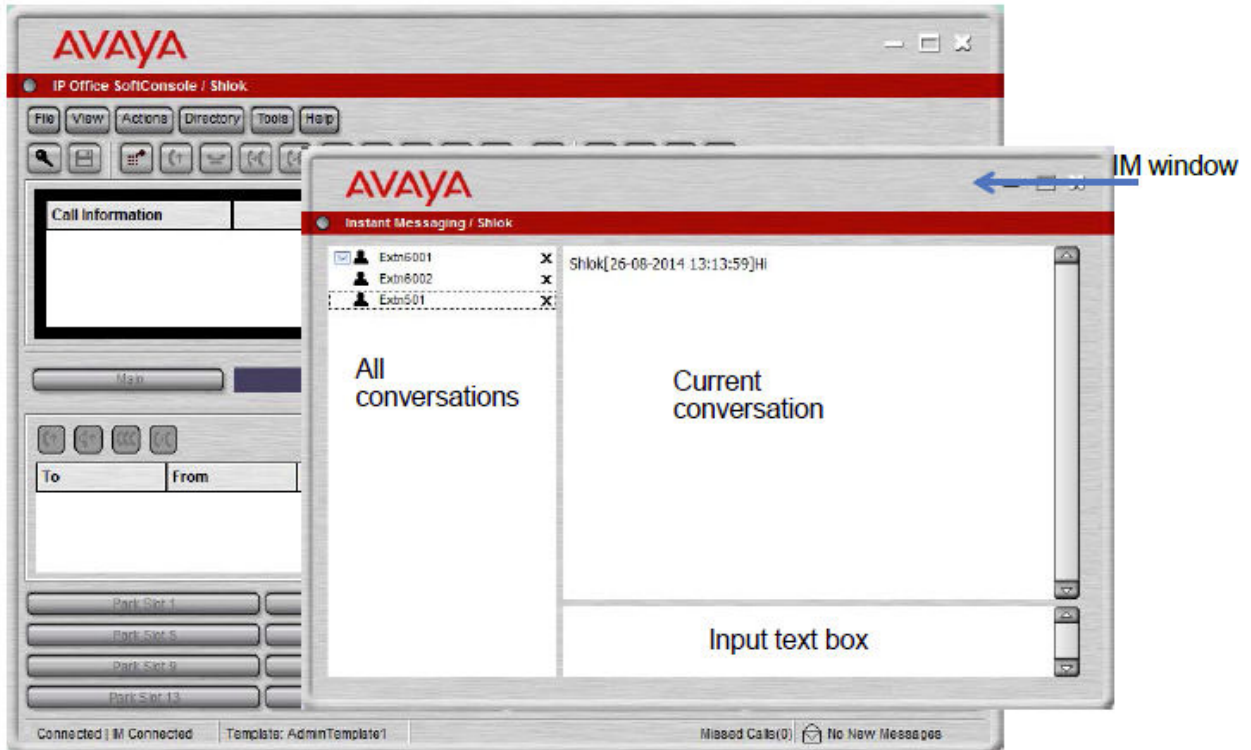 AVAYA
IP Office SoftConsole / Shlok
File View Actions Directory Tools Help
IM window
AVAYA
Instant Messaging / Shlok
Call Information
Extn6001
Extn6002
Extn501
Shlok[26-08-2014 13:13:59]Hi
All
conversations
Current
conversation
Main
To From
Input text box
Park Slot 1
Park Slot 5
Park Slot 9
Park Slot 13
Connected | IM Connected Template: AdminTemplate1 Missed Calls(0) No New Messages